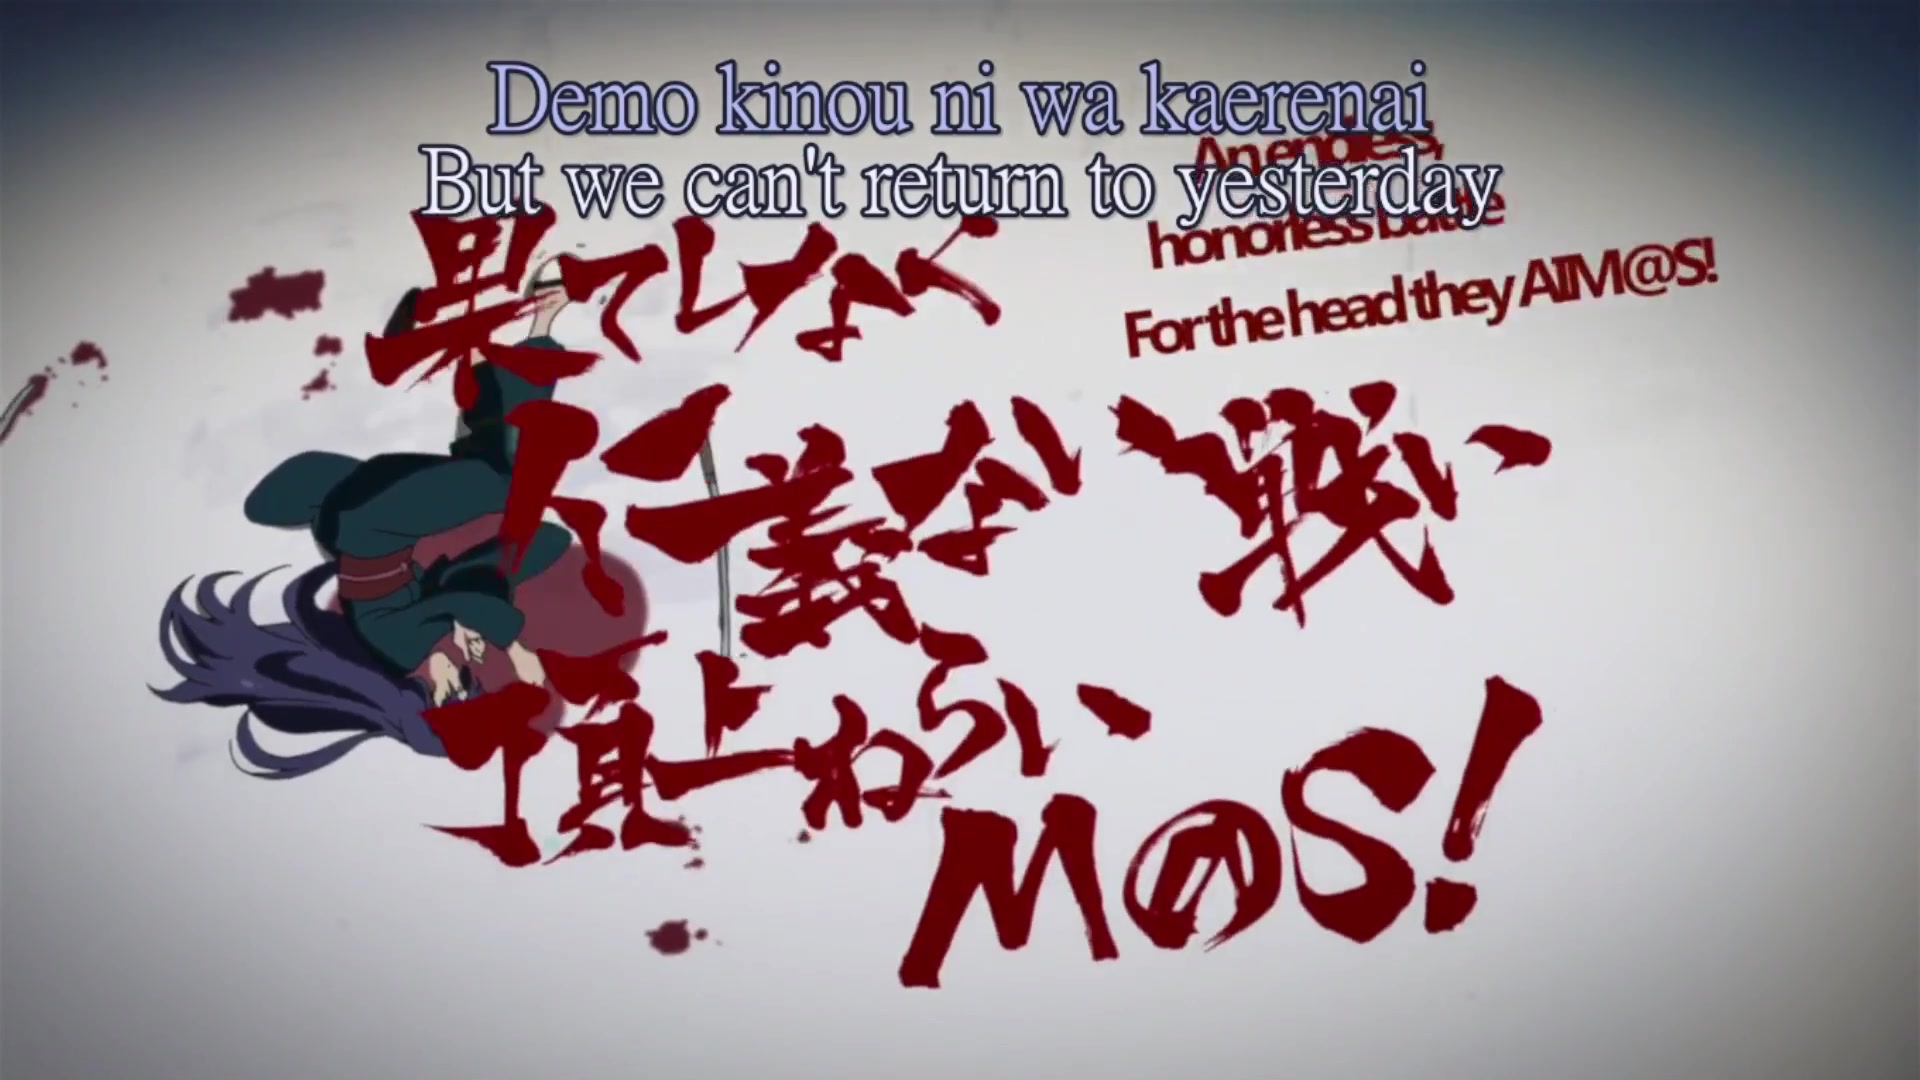 Demo kinou ni wa kaerenai
But we can't return to yesterday
An endless,
honorless battle
For the head they AIM@S!
果てしなく
仁義ない 戦い
頂上ねらい
M@S!